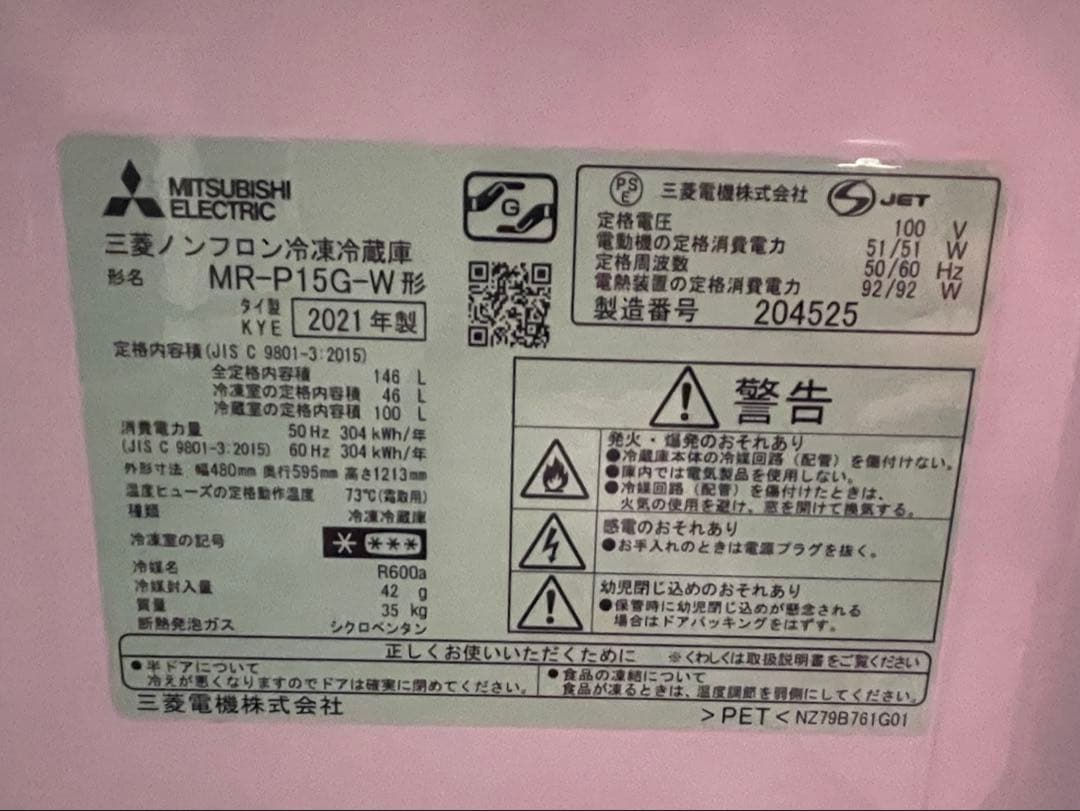 MITSUBISHI
ELECTRIC
三菱ノンフロン冷凍冷蔵庫
形名 MR-P15G-W形
タイ製
KYE 2021年製
定格内容積(JIS C 9801-3:2015)
全定格内容積 146 L
冷凍室の定格内容積 46 L
冷蔵室の定格内容積 100 L
消費電力量 50Hz 304kWh/年
(JIS C 9801-3:2015) 60Hz 304kWh/年
外形寸法 幅480mm 奥行595mm 高さ1213mm
温度ヒューズの定格動作温度 73℃(霜取用)
種類 冷凍冷蔵庫
冷凍室の記号 * ***
冷媒名 R600a
冷媒封入量 42 g
質量 35 kg
断熱発泡ガス シクロペンタン
G
PS
E 三菱電機株式会社 S JET
定格電圧 100 V
電動機の定格消費電力 51/51 W
定格周波数 50/60 Hz
電熱装置の定格消費電力 92/92 W
製造番号 204525
警告
発火・爆発のおそれあり
●冷蔵庫本体の冷媒回路(配管)を傷付けない。
●庫内では電気製品を使用しない。
●冷媒回路(配管)を傷付けたときは、
火気の使用を避け、窓を開けて換気する。
感電のおそれあり
●お手入れのときは電源プラグを抜く。
幼児閉じ込めのおそれあり
●保管時に幼児閉じ込めが懸念される
場合はドアパッキングをはずす。
正しくお使いいただくために ※くわしくは取扱説明書をご覧ください
●半ドアについて
冷えが悪くなりますのでドアは確実に閉めてください。
●食品の凍結について
食品が凍るときは、温度調節を弱側にしてください。
三菱電機株式会社
>PET< NZ79B761G01